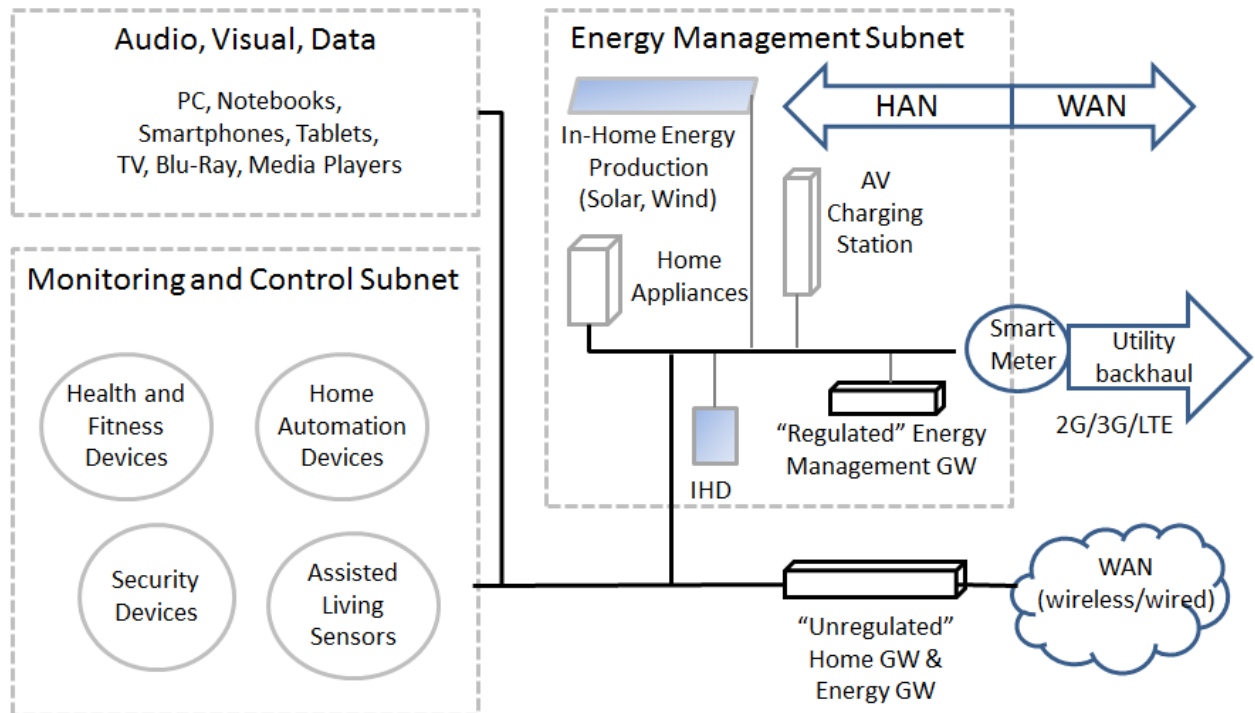 Audio, Visual, Data
PC, Notebooks,
Smartphones, Tablets,
TV, Blu-Ray, Media Players
Monitoring and Control Subnet
Health and
Fitness
Devices
Home
Automation
Devices
Security
Devices
Assisted
Living
Sensors
Energy Management Subnet
In-Home Energy
Production
(Solar, Wind)
AV
Charging
Station
Home
Appliances
IHD
“Regulated” Energy
Management GW
HAN
WAN
Smart
Meter
Utility
backhaul
2G/3G/LTE
“Unregulated”
Home GW &
Energy GW
WAN
(wireless/wired)